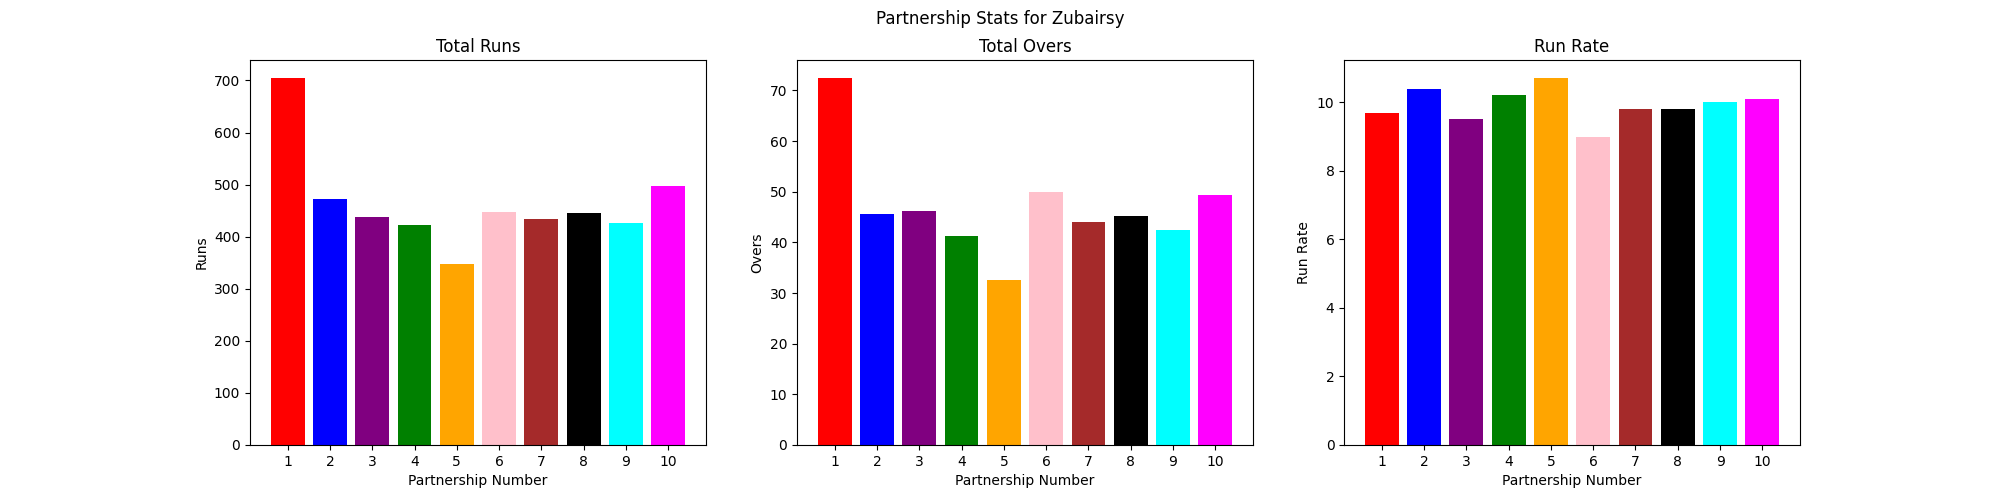 Partnership Stats for Zubairsy
Total Runs
700
600
500
400
300
200
100
0
Runs
1 2 3 4 5 6 7 8 9 10
Partnership Number
Total Overs
70
60
50
40
30
20
10
0
Overs
1 2 3 4 5 6 7 8 9 10
Partnership Number
Run Rate
10
8
6
4
2
0
Run Rate
1 2 3 4 5 6 7 8 9 10
Partnership Number